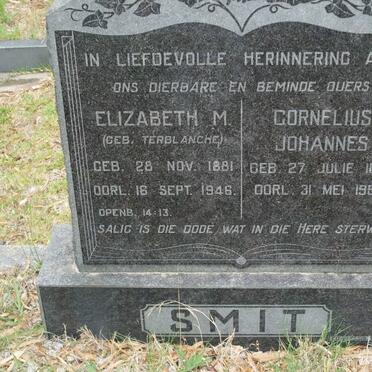 IN LIEFDEVOLLE HERINNERING A
ONS DIERBARE EN BEMINDE OUERS
ELIZABETH M.
(GEB. TERBLANCHE)
GEB. 28 NOV. 1881
OORL. 16 SEPT. 1946.
CORNELIUS
JOHANNES
GEB. 27 JULIE 1
OORL. 31 MEI 19
OPENB. 14:13.
SALIG IS DIE DODE WAT IN DIE HERE STERW
SMIT